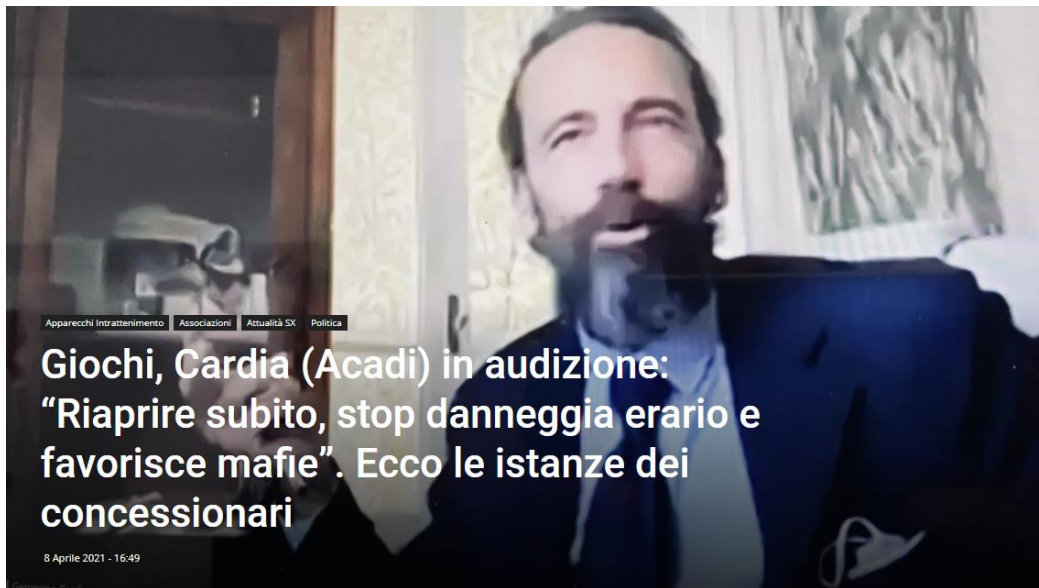 Apparecchi Intrattenimento Associazioni Attualità SX Politica
Giochi, Cardia (Acadi) in audizione:
“Riaprire subito, stop danneggia erario e
favorisce mafie”. Ecco le istanze dei
concessionari
8 Aprile 2021 - 16:49